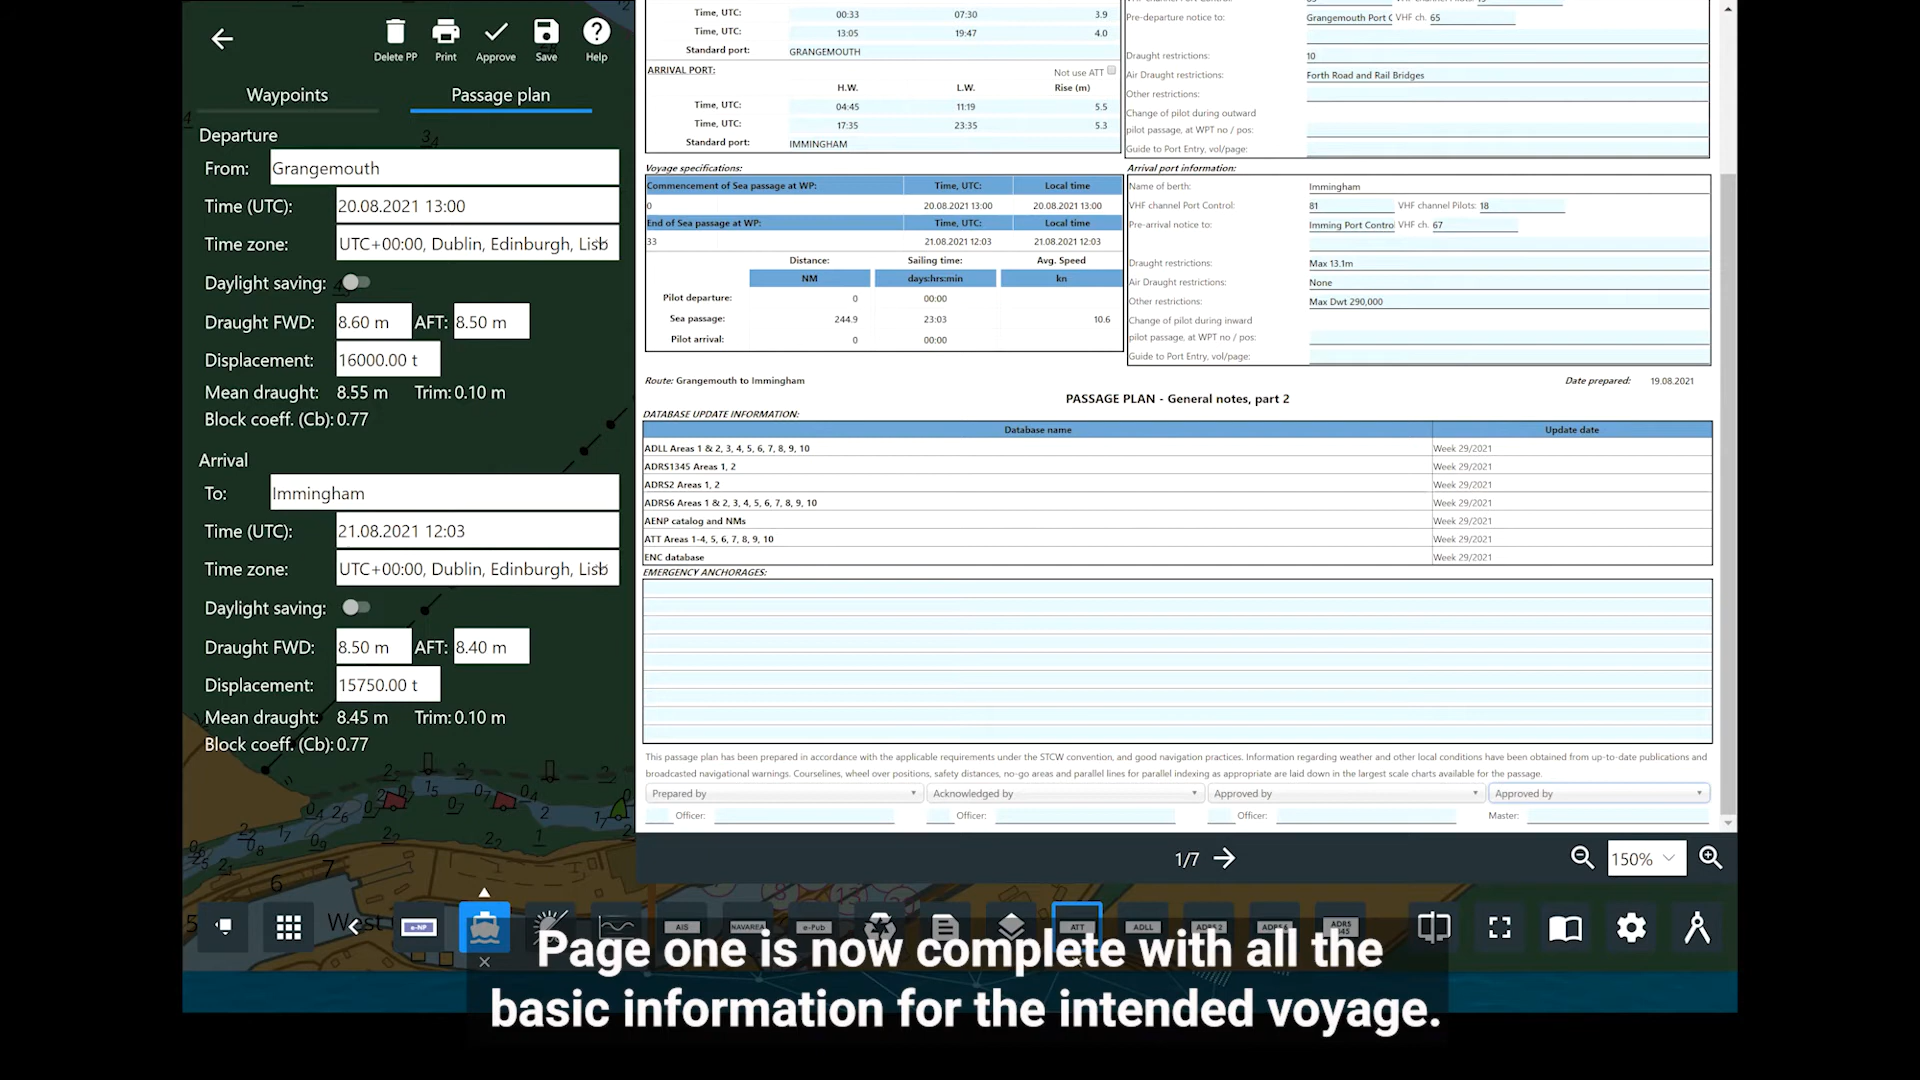 Delete PP
Print
Approve
Save
Help
Waypoints
Passage plan
Departure
From: Grangemouth
Time (UTC): 20.08.2021 13:00
Time zone: UTC+00:00, Dublin, Edinburgh,
Daylight saving:
Draught FWD: 8.60 m AFT: 8.50 m
Displacement: 16000.00 t
Mean draught: 8.55 m Trim: 0.10 m
Block coeff. (Cb): 0.77
Arrival
To: Immingham
Time (UTC): 21.08.2021 12:03
Time zone: UTC+00:00, Dublin, Edinburgh,
Daylight saving:
Draught FWD: 8.50 m AFT: 8.40 m
Displacement: 15750.00 t
Mean draught: 8.45 m Trim: 0.10 m
Block coeff. (Cb): 0.77
Time, UTC: 00:33 07:30 3.9
Time, UTC: 13:05 19:47 4.0
Standard port: GRANGEMOUTH
ARRIVAL PORT: Not use ATT
H.W. L.W. Rise (m)
Time, UTC: 04:45 11:19 5.5
Time, UTC: 17:35 23:35 5.3
Standard port: IMMINGHAM
Pre-departure notice to: Grangemouth Port C VHF ch. 65
Draught restrictions: 10
Air Draught restrictions: Forth Road and Rail Bridges
Other restrictions:
Change of pilot during outward
pilot passage, at WPT no / pos:
Guide to Port Entry, vol/page:
Voyage specifications:
Commencement of Sea passage at WP: Time, UTC: Local time
0 20.08.2021 13:00 20.08.2021 13:00
End of Sea passage at WP: Time, UTC: Local time
33 21.08.2021 12:03 21.08.2021 12:03
Distance: Sailing time: Avg. Speed
NM days:hrs:min kn
Pilot departure: 0 00:00
Sea passage: 244.9 23:03 10.6
Pilot arrival: 0 00:00
Arrival port information:
Name of berth: Immingham
VHF channel Port Control: 81 VHF channel Pilots: 18
Pre-arrival notice to: Imming Port Contro VHF ch. 67
Draught restrictions: Max 13.1m
Air Draught restrictions: None
Other restrictions: Max Dwt 290,000
Change of pilot during inward
pilot passage, at WPT no / pos:
Guide to Port Entry, vol/page:
Route: Grangemouth to Immingham Date prepared: 19.08.2021
PASSAGE PLAN - General notes, part 2
DATABASE UPDATE INFORMATION:
Database name Update date
ADLL Areas 1 & 2, 3, 4, 5, 6, 7, 8, 9, 10 Week 29/2021
ADRS1345 Areas 1, 2 Week 29/2021
ADRS2 Areas 1, 2 Week 29/2021
ADRS6 Areas 1 & 2, 3, 4, 5, 6, 7, 8, 9, 10 Week 29/2021
AENP catalog and NMs Week 29/2021
ATT Areas 1-4, 5, 6, 7, 8, 9, 10 Week 29/2021
ENC database Week 29/2021
EMERGENCY ANCHORAGES:
This passage plan has been prepared in accordance with the applicable requirements under the STCW convention, and good navigation practices. Information regarding weather and other local conditions have been obtained from up-to-date publications and
broadcasted navigational warnings. Courselines, wheel over positions, safety distances, no-go areas and parallel lines for parallel indexing as appropriate are laid down in the largest scale charts available for the passage.
Prepared by Acknowledged by Approved by Approved by
Officer: Officer: Officer: Master:
1/7
150%
West
e-NP
AIS
NAVAREA
e-Pub
ATT
ADLL
Page one is now complete with all the
basic information for the intended voyage.